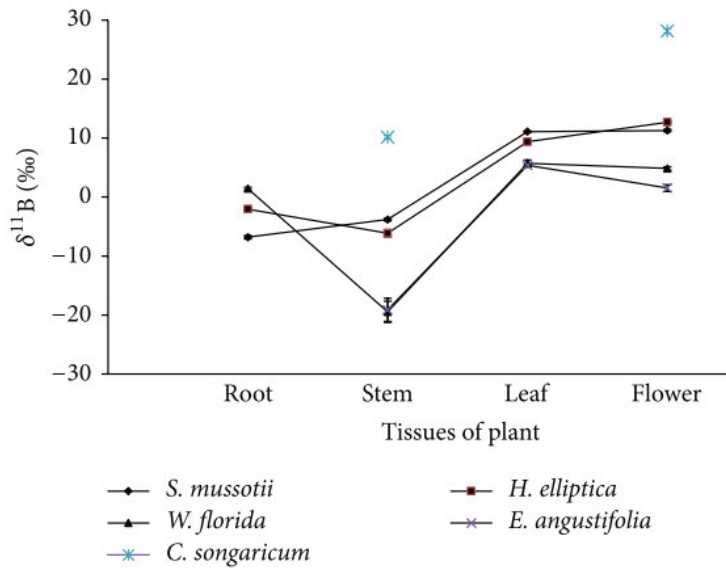 30
20
10
0
−10
−20
−30
δ¹¹B (‰)
Root Stem Leaf Flower
Tissues of plant
S. mussotii H. elliptica
W. florida E. angustifolia
C. songaricum